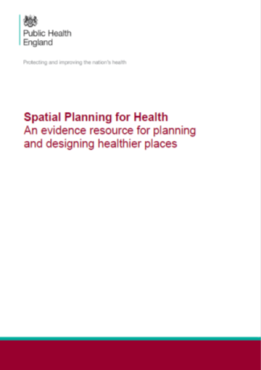 Public Health
England
Protecting and improving the nation's health
Spatial Planning for Health
An evidence resource for planning
and designing healthier places